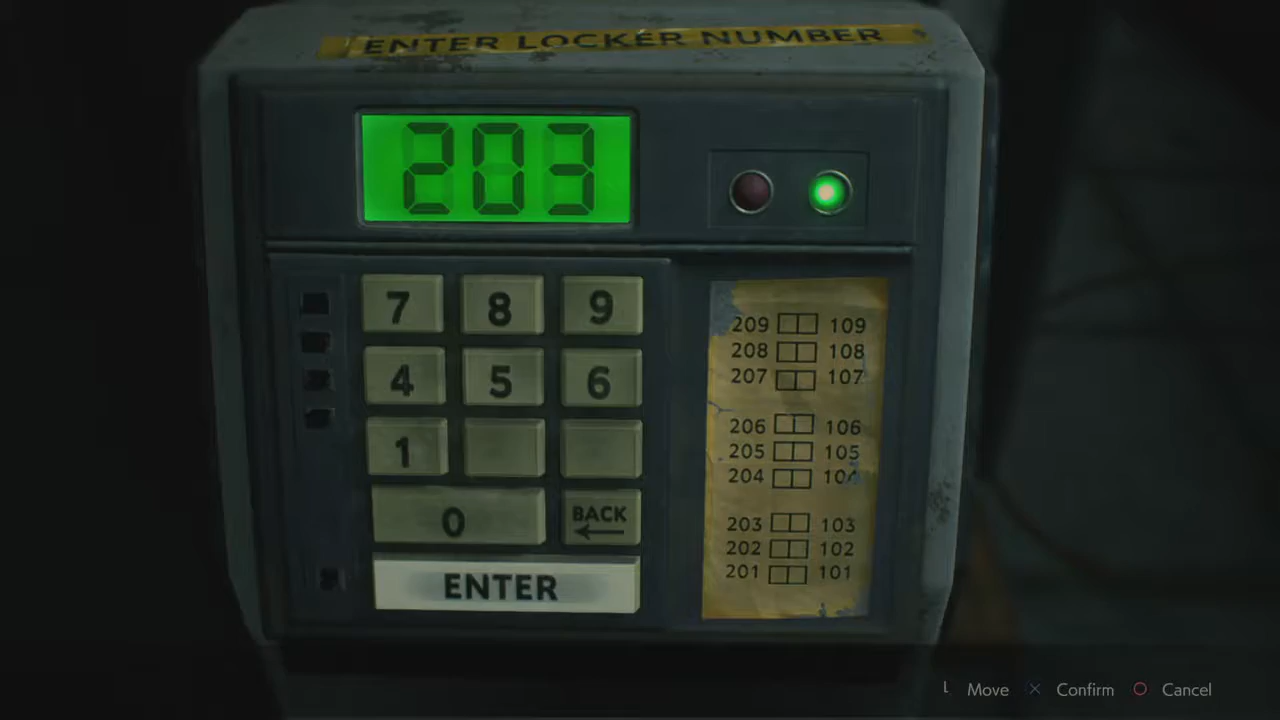 ENTER LOCKER NUMBER
203
7 8 9
4 5 6
1
0 BACK
ENTER
209 109
208 108
207 107
206 106
205 105
204 104
203 103
202 102
201 101
L Move X Confirm O Cancel